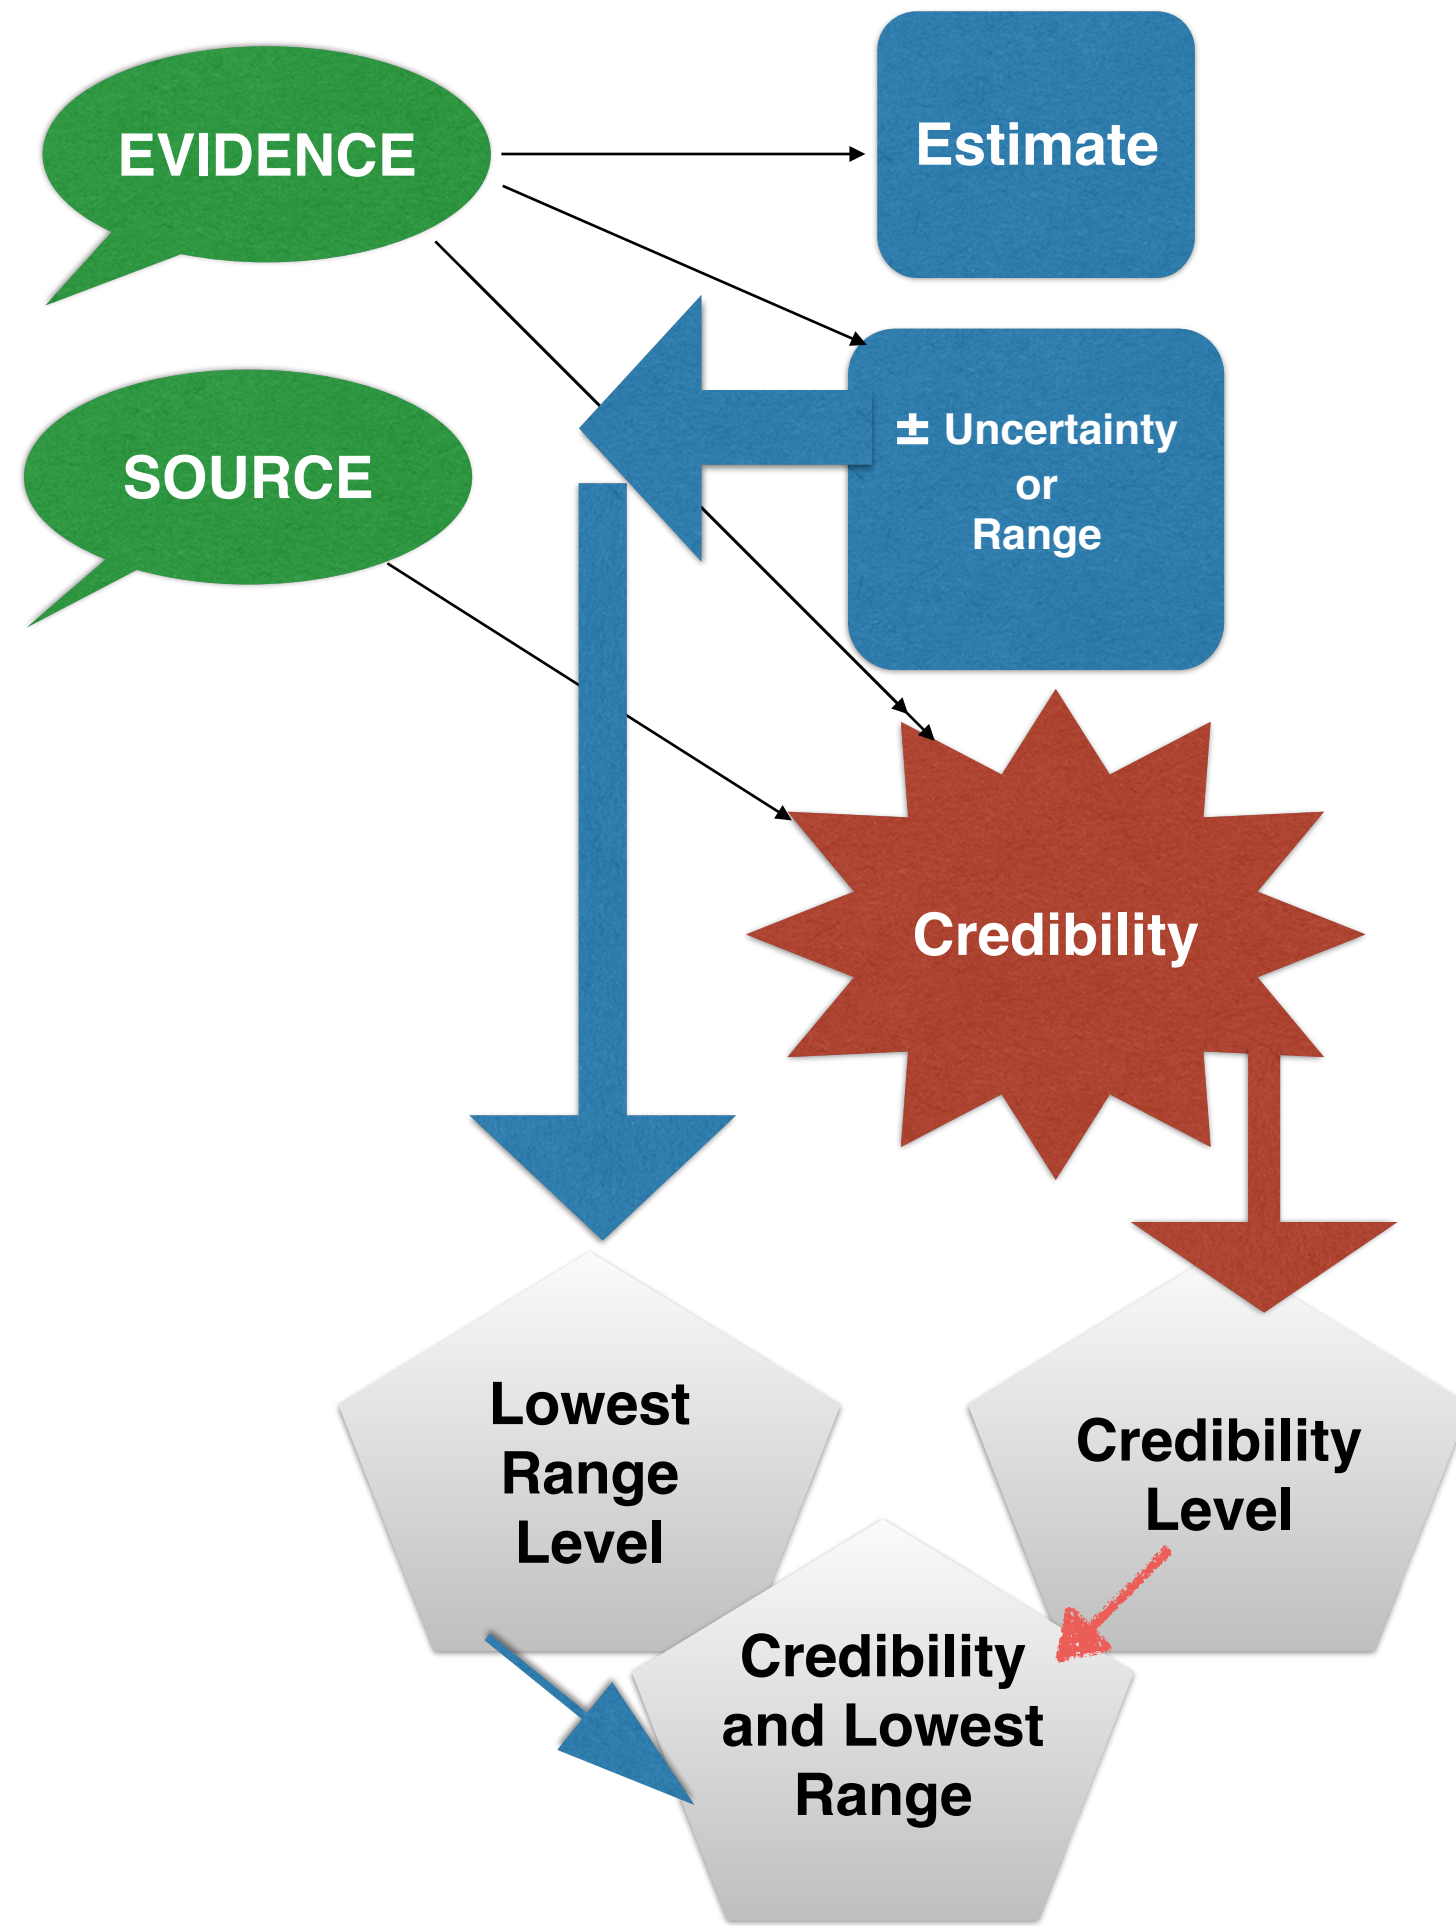 EVIDENCE
Estimate
± Uncertainty
or
Range
SOURCE
Credibility
Lowest
Range
Level
Credibility
Level
Credibility
and Lowest
Range